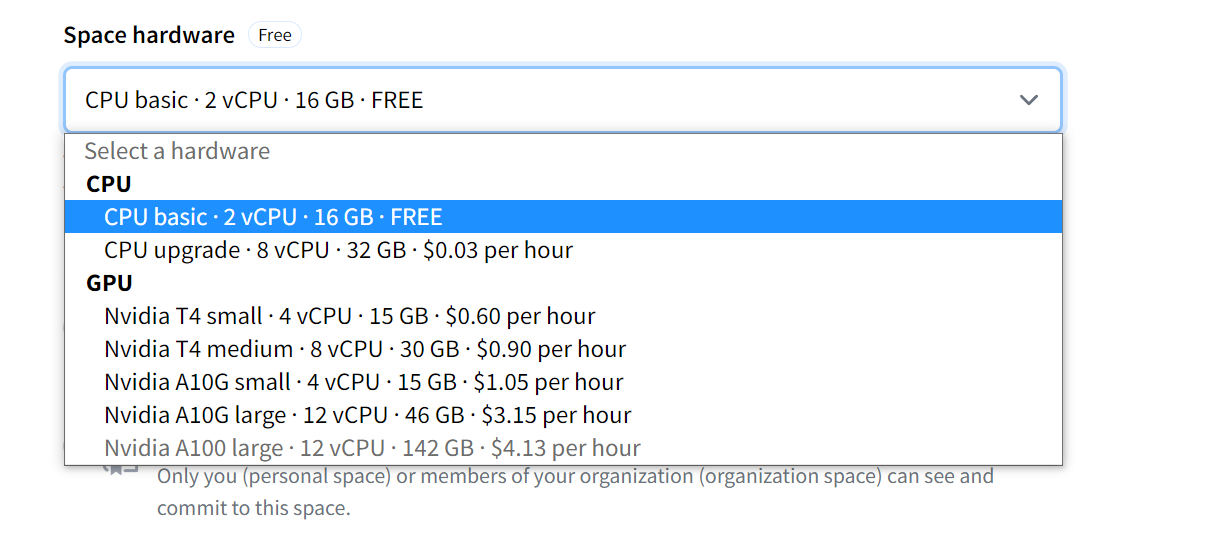 Space hardware Free
CPU basic · 2 vCPU · 16 GB · FREE
Select a hardware
CPU
CPU basic · 2 vCPU · 16 GB · FREE
CPU upgrade · 8 vCPU · 32 GB · $0.03 per hour
GPU
Nvidia T4 small · 4 vCPU · 15 GB · $0.60 per hour
Nvidia T4 medium · 8 vCPU · 30 GB · $0.90 per hour
Nvidia A10G small · 4 vCPU · 15 GB · $1.05 per hour
Nvidia A10G large · 12 vCPU · 46 GB · $3.15 per hour
Nvidia A100 large · 12 vCPU · 142 GB · $4.13 per hour
Only you (personal space) or members of your organization (organization space) can see and
commit to this space.